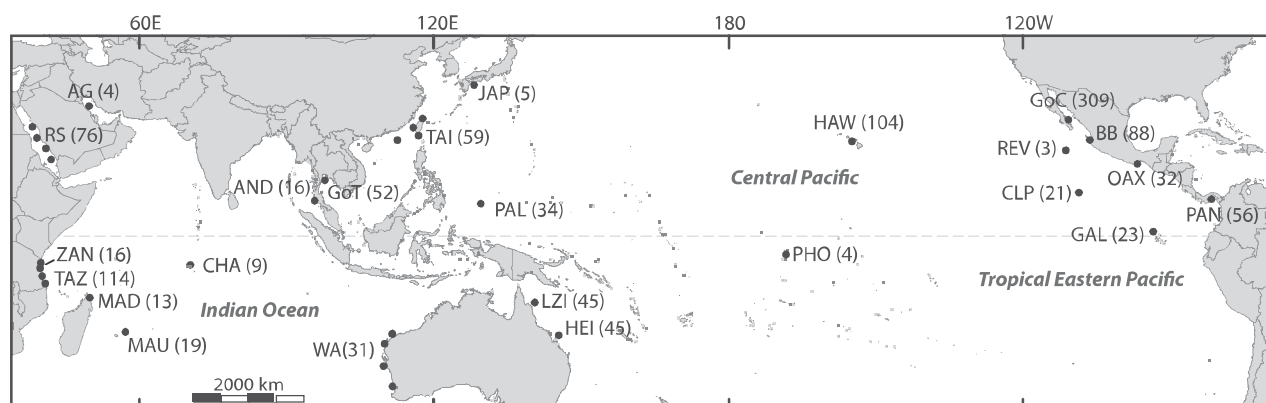 60E 120E 180 120W
AG (4)
JAP (5)
GoC (309)
RS (76)
TAI (59)
HAW (104)
BB (88)
REV (3)
OAX (32)
AND (16)
GoT (52)
Central Pacific
CLP (21)
PAL (34)
PAN (56)
GAL (23)
ZAN (16)
CHA (9)
PHO (4)
TAZ (114)
Tropical Eastern Pacific
MAD (13)
LZI (45)
Indian Ocean
HEI (45)
MAU (19)
WA(31)
2000 km